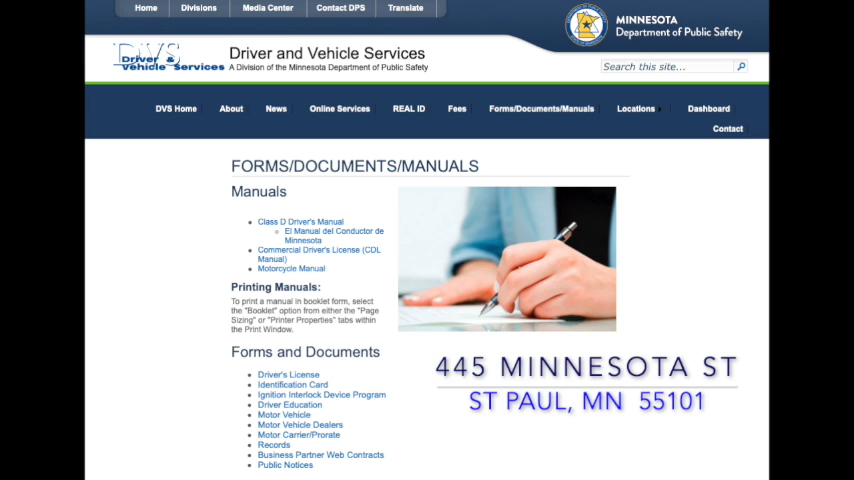 Home Divisions Media Center Contact DPS Translate
MINNESOTA
Department of Public Safety
DVS
Driver &
Vehicle Services
Driver and Vehicle Services
A Division of the Minnesota Department of Public Safety
Search this site...
DVS Home About News Online Services REAL ID Fees Forms/Documents/Manuals Locations Dashboard
Contact
FORMS/DOCUMENTS/MANUALS
Manuals
Class D Driver's Manual
El Manual del Conductor de
Minnesota
Commercial Driver's License (CDL
Manual)
Motorcycle Manual
Printing Manuals:
To print a manual in booklet form, select
the "Booklet" option from either the "Page
Sizing" or "Printer Properties" tabs within
the Print Window.
Forms and Documents
Driver's License
Identification Card
Ignition Interlock Device Program
Driver Education
Motor Vehicle
Motor Vehicle Dealers
Motor Carrier/Prorate
Records
Business Partner Web Contracts
Public Notices
445 MINNESOTA ST
ST PAUL, MN 55101